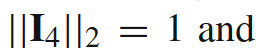 ||I₄||₂ = 1 and